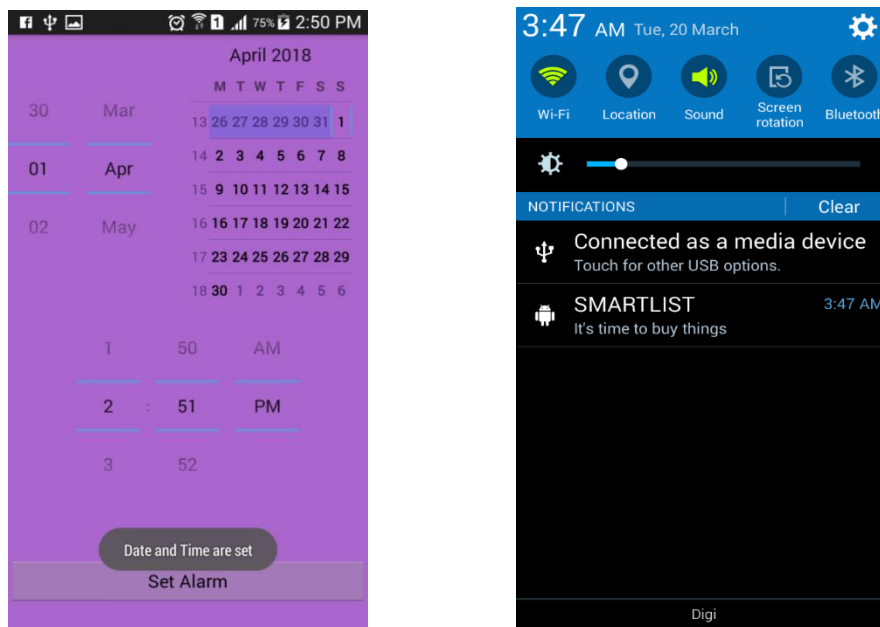 75% 2:50 PM
April 2018
M T W T F S S
30 Mar
13 26 27 28 29 30 31 1
14 2 3 4 5 6 7 8
01 Apr
15 9 10 11 12 13 14 15
02 May
16 16 17 18 19 20 21 22
17 23 24 25 26 27 28 29
18 30 1 2 3 4 5 6
1 50 AM
2 : 51 PM
3 52
Date and Time are set
Set Alarm
3:47 AM Tue, 20 March
Wi-Fi Location Sound Screen rotation Bluetooth
NOTIFICATIONS Clear
Connected as a media device
Touch for other USB options.
SMARTLIST 3:47 AM
It's time to buy things
Digi